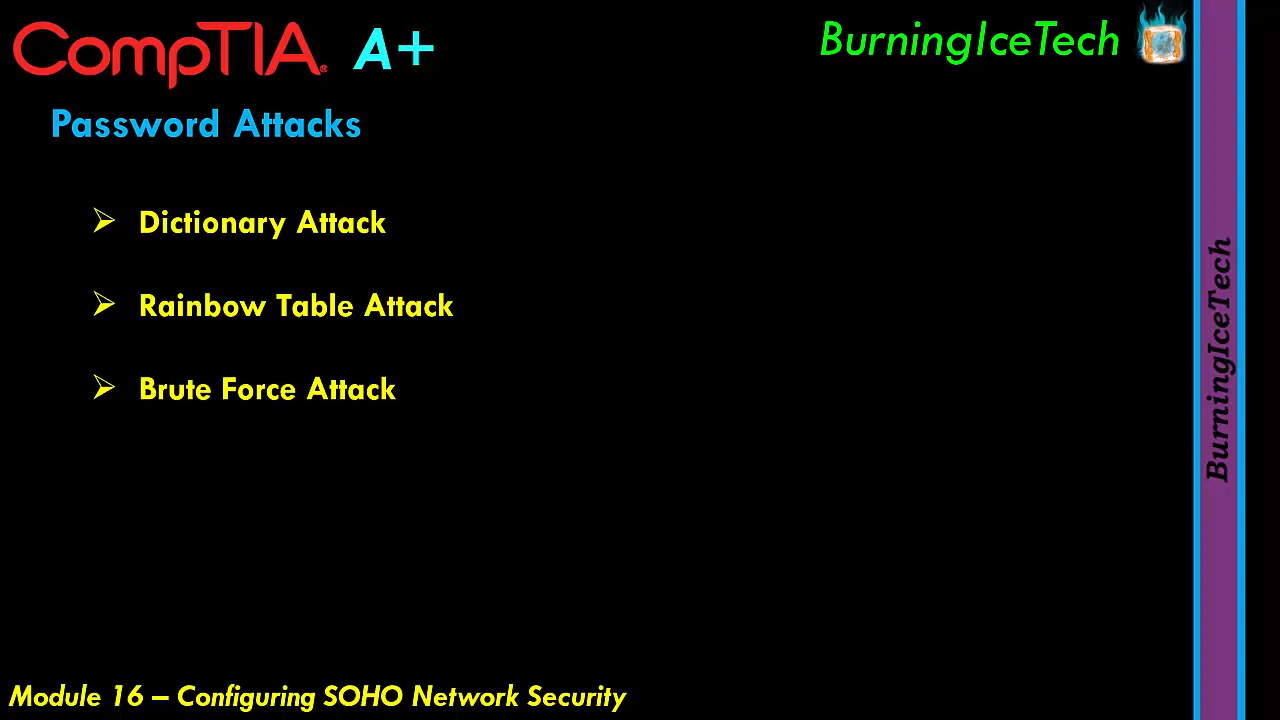 CompTIA® A+
BurningIceTech
Password Attacks
Dictionary Attack
Rainbow Table Attack
Brute Force Attack
BurningIceTech
Module 16 – Configuring SOHO Network Security